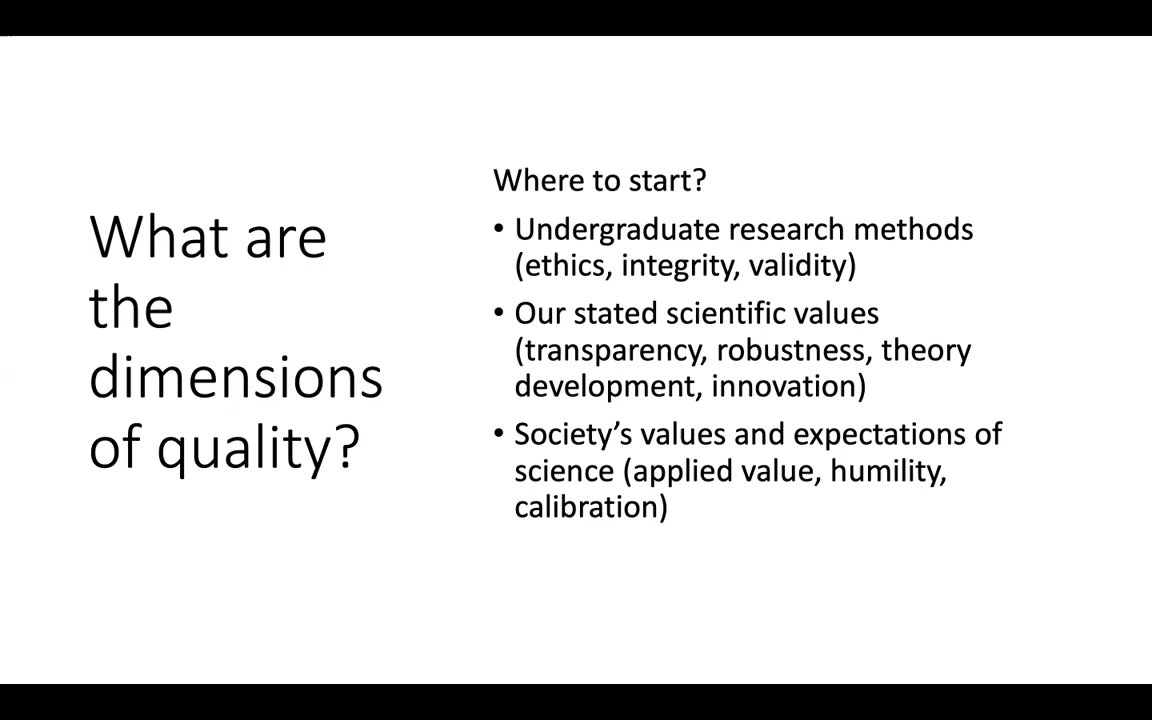 What are
the
dimensions
of quality?
Where to start?
• Undergraduate research methods
(ethics, integrity, validity)
• Our stated scientific values
(transparency, robustness, theory
development, innovation)
• Society’s values and expectations of
science (applied value, humility,
calibration)